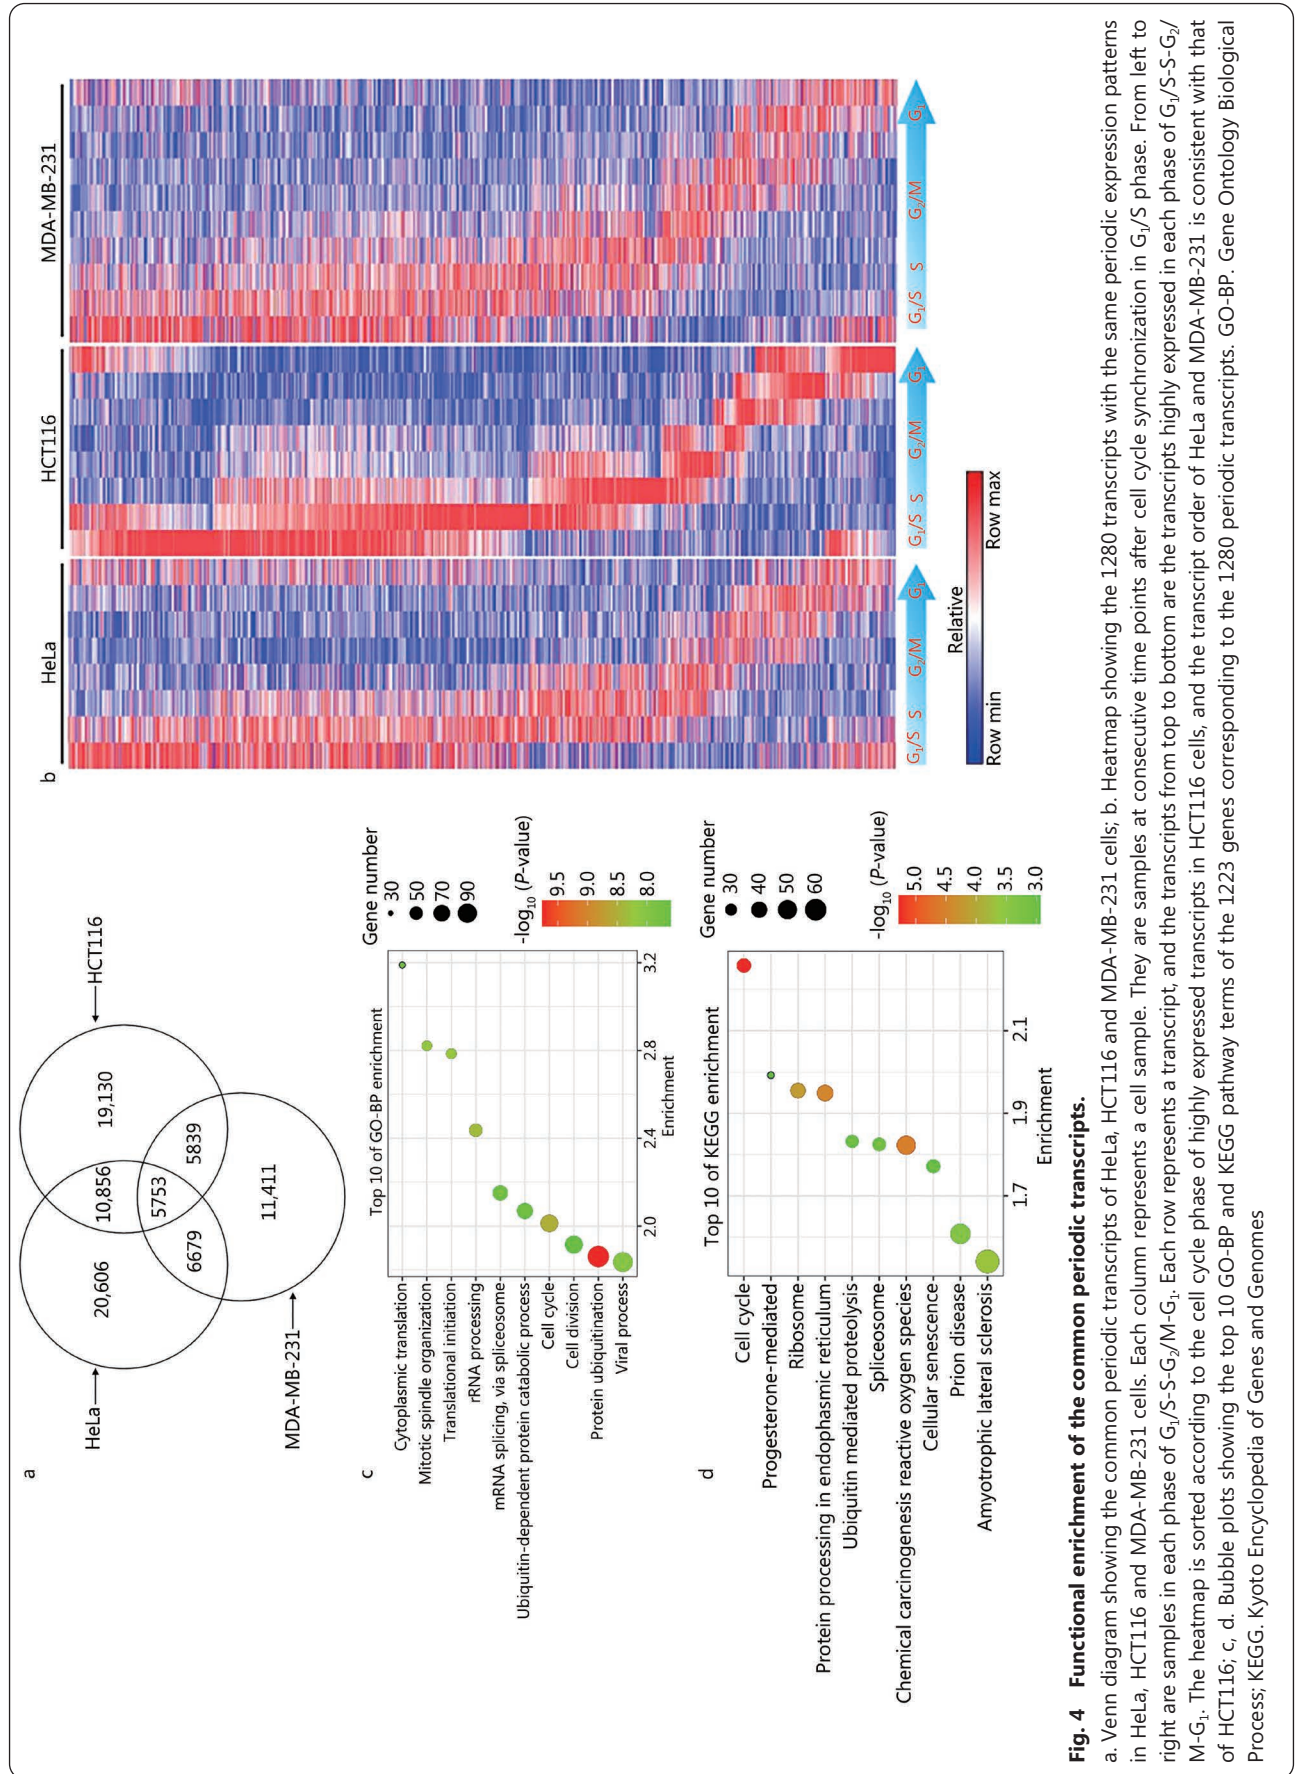 a
HeLa
HCT116
20,606
10,856
19,130
5753
6679
5839
11,411
MDA-MB-231
b
HeLa
HCT116
MDA-MB-231
G₁/S S G₂/M G₁
G₁/S S G₂/M G₁
G₁/S S G₂/M G₁
Relative
Row min
Row max
c
Top 10 of GO-BP enrichment
Cytoplasmic translation
Mitotic spindle organization
Translational initiation
rRNA processing
mRNA splicing, via spliceosome
Ubiquitin-dependent protein catabolic process
Cell cycle
Cell division
Protein ubiquitination
Viral process
2.0 2.4 2.8 3.2
Enrichment
Gene number
30
50
70
90
-log₁₀ (P-value)
9.5
9.0
8.5
8.0
d
Top 10 of KEGG enrichment
Cell cycle
Progesterone-mediated
Ribosome
Protein processing in endophasmic reticulum
Ubiquitin mediated proteolysis
Spliceosome
Chemical carcinogenesis reactive oxygen species
Cellular senescence
Prion disease
Amyotrophic lateral sclerosis
1.7 1.9 2.1
Enrichment
Gene number
30
40
50
60
-log₁₀ (P-value)
5.0
4.5
4.0
3.5
3.0
Fig. 4 Functional enrichment of the common periodic transcripts.
a. Venn diagram showing the common periodic transcripts of HeLa, HCT116 and MDA-MB-231 cells; b. Heatmap showing the 1280 transcripts with the same periodic expression patterns
in HeLa, HCT116 and MDA-MB-231 cells. Each column represents a cell sample. They are samples at consecutive time points after cell cycle synchronization in G₁/S phase. From left to
right are samples in each phase of G₁/S-S-G₂/M-G₁. Each row represents a transcript, and the transcripts from top to bottom are the transcripts highly expressed in each phase of G₁/S-S-G₂/
M-G₁. The heatmap is sorted according to the cell cycle phase of highly expressed transcripts in HCT116 cells, and the transcript order of HeLa and MDA-MB-231 is consistent with that
of HCT116; c, d. Bubble plots showing the top 10 GO-BP and KEGG pathway terms of the 1223 genes corresponding to the 1280 periodic transcripts. GO-BP. Gene Ontology Biological
Process; KEGG. Kyoto Encyclopedia of Genes and Genomes